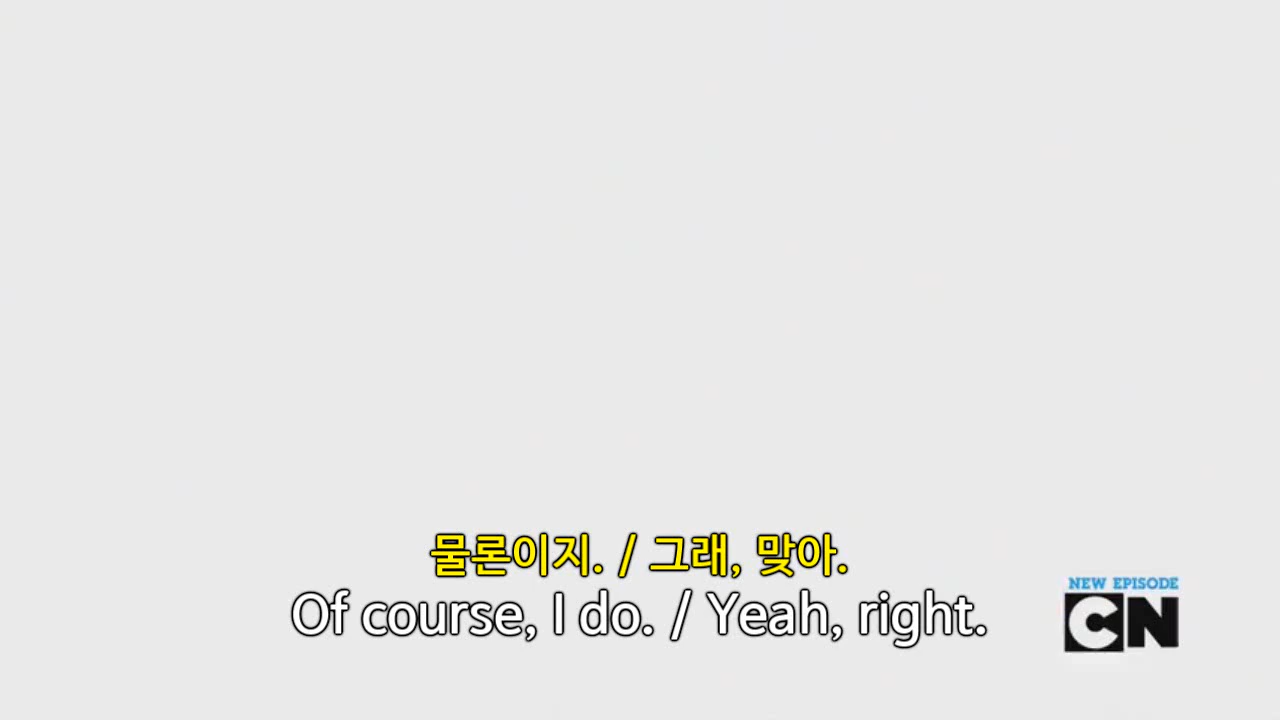 물론이지. / 그래, 맞아.
Of course, I do. / Yeah, right.
NEW EPISODE
CN